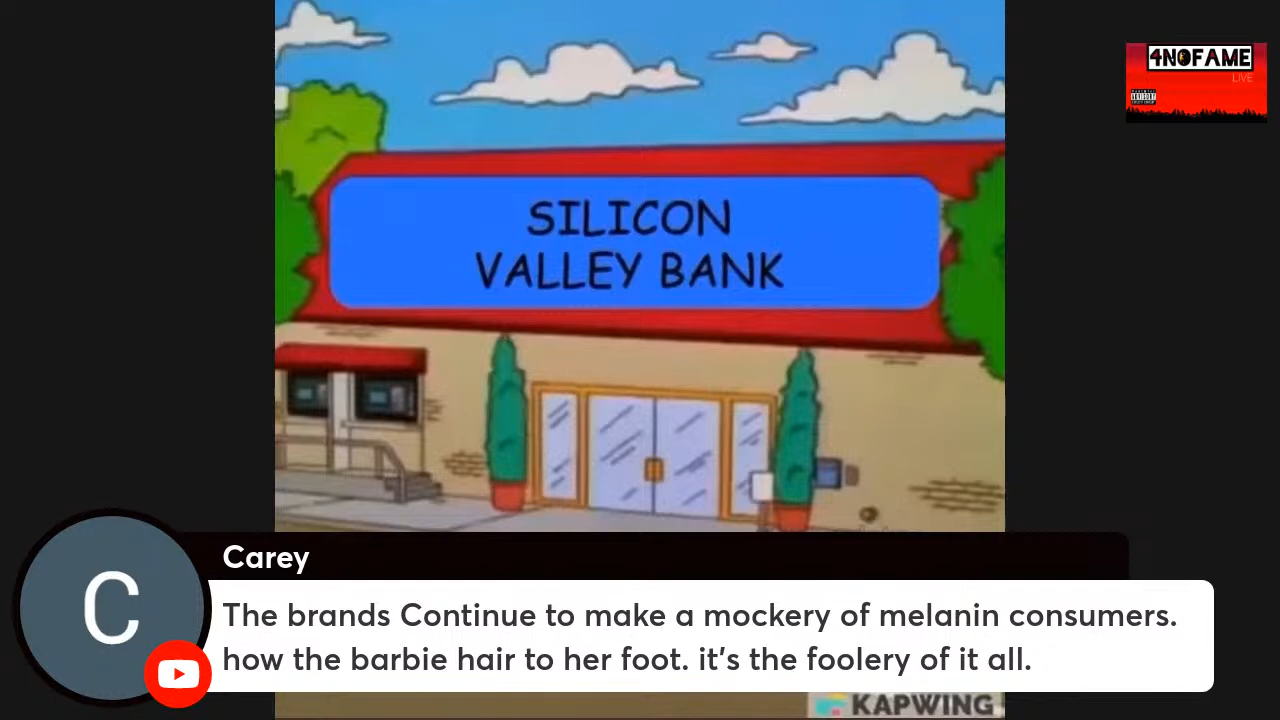 4NOFAME
LIVE
SILICON
VALLEY BANK
C
Carey
The brands Continue to make a mockery of melanin consumers.
how the barbie hair to her foot. it's the foolery of it all.
KAPWING